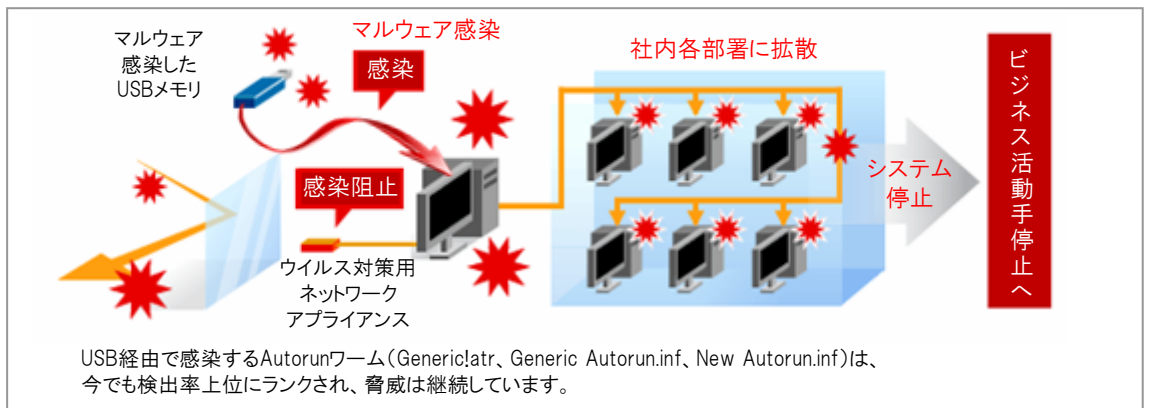 マルウェア
感染した
USBメモリ
マルウェア感染
感染
社内各部署に拡散
感染阻止
ウイルス対策用
ネットワーク
アプライアンス
システム
停止
ビジネス活動手停止へ
USB経由で感染するAutorunワーム(Generic!atr、Generic Autorun.inf、New Autorun.inf)は、
今でも検出率上位にランクされ、脅威は継続しています。